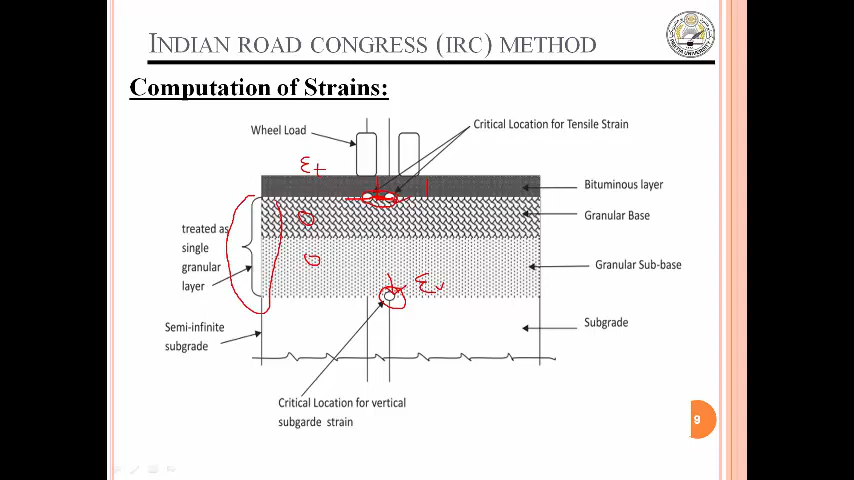 INDIAN ROAD CONGRESS (IRC) METHOD
Computation of Strains:
Wheel Load
Critical Location for Tensile Strain
εt
Bituminous layer
Granular Base
treated as
single
granular
layer
Granular Sub-base
εv
Semi-infinite
subgrade
Subgrade
Critical Location for vertical
subgarde strain
9